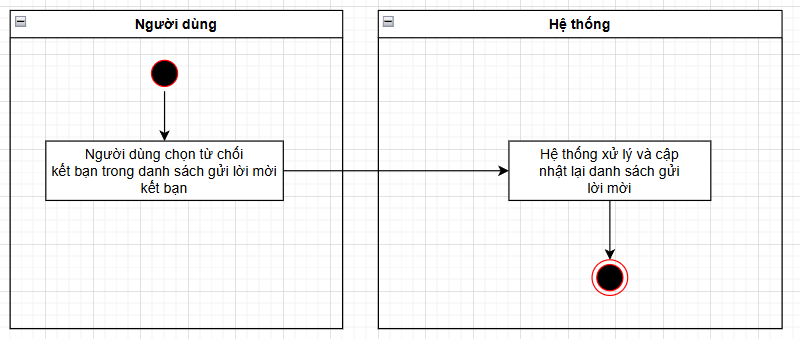 Người dùng
Hệ thống
Người dùng chọn từ chối
kết bạn trong danh sách gửi lời mời
kết bạn
Hệ thống xử lý và cập
nhật lại danh sách gửi
lời mời